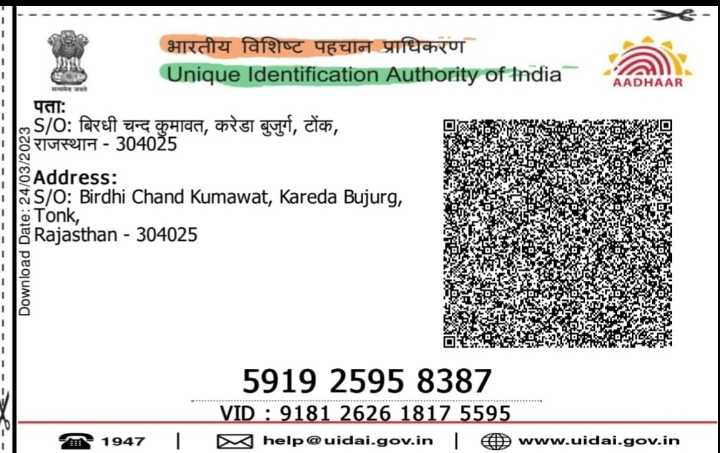 भारतीय विशिष्ट पहचान प्राधिकरण
Unique Identification Authority of India
AADHAAR
सत्यमेव जयते
पता:
S/O: बिरधी चन्द कुमावत, करेडा बुजुर्ग, टोंक,
राजस्थान - 304025
Address:
S/O: Birdhi Chand Kumawat, Kareda Bujurg,
Tonk,
Rajasthan - 304025
Download Date: 24/03/2023
5919 2595 8387
VID : 9181 2626 1817 5595
1947
help@uidai.gov.in
www.uidai.gov.in